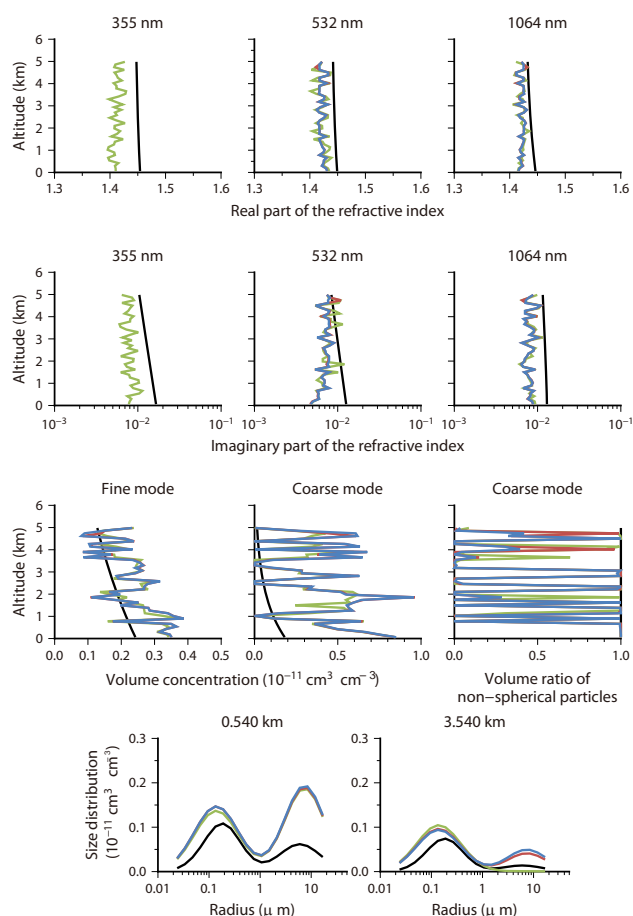 355 nm 532 nm 1064 nm
Altitude (km)
6
5
4
3
2
1
0
1.3 1.4 1.5 1.6 1.3 1.4 1.5 1.6 1.3 1.4 1.5 1.6
Real part of the refractive index
355 nm 532 nm 1064 nm
Altitude (km)
6
5
4
3
2
1
0
10⁻³ 10⁻² 10⁻¹ 10⁻³ 10⁻² 10⁻¹ 10⁻³ 10⁻² 10⁻¹
Imaginary part of the refractive index
Fine mode Coarse mode Coarse mode
Altitude (km)
6
5
4
3
2
1
0
0.0 0.1 0.2 0.3 0.4 0.5 0.0 0.5 1.0 0.0 0.5 1.0
Volume concentration (10⁻¹¹ cm³ cm⁻³) Volume ratio of
non−spherical particles
0.540 km 3.540 km
Size distribution
(10⁻¹¹ cm³ cm⁻³)
0.3 0.3
0.2 0.2
0.1 0.1
0.0 0.0
0.01 0.1 1 10 0.01 0.1 1 10
Radius (μ m) Radius (μ m)